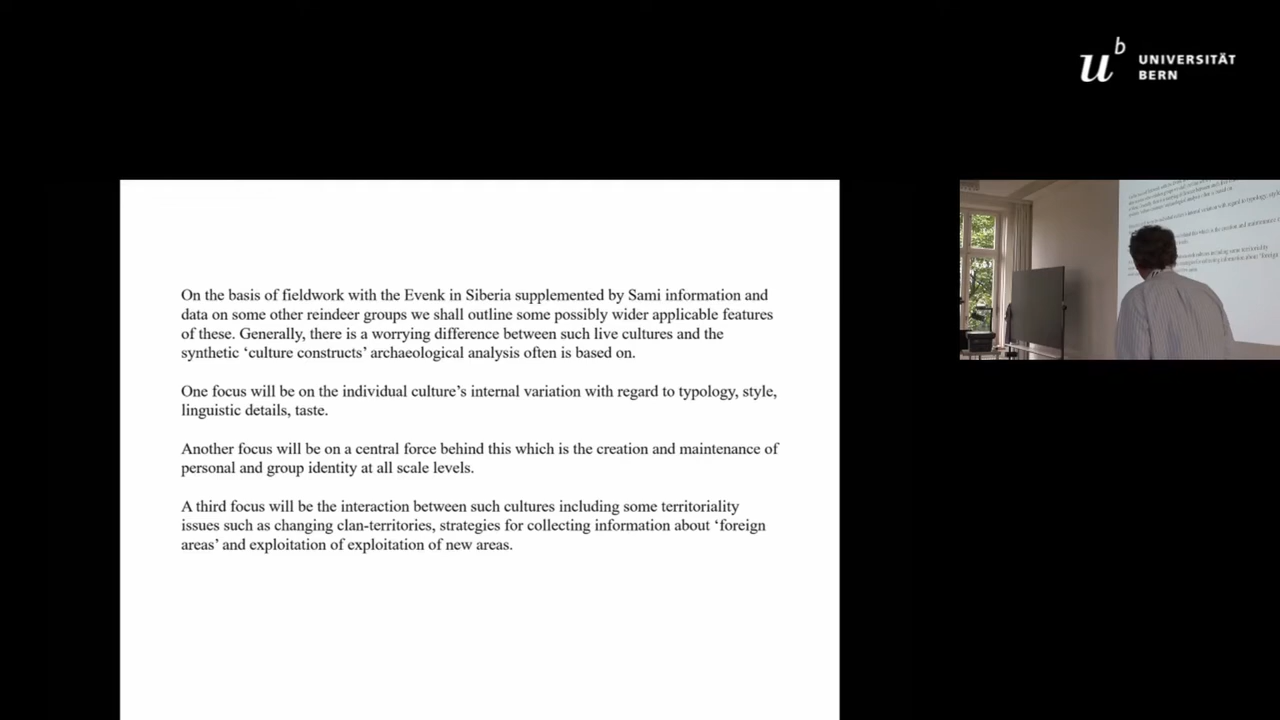 u^b UNIVERSITÄT
BERN
On the basis of fieldwork with the Evenk in Siberia supplemented by Sami information and
data on some other reindeer groups we shall outline some possibly wider applicable features
of these. Generally, there is a worrying difference between such live cultures and the
synthetic ‘culture constructs’ archaeological analysis often is based on.
One focus will be on the individual culture’s internal variation with regard to typology, style,
linguistic details, taste.
Another focus will be on a central force behind this which is the creation and maintenance of
personal and group identity at all scale levels.
A third focus will be the interaction between such cultures including some territoriality
issues such as changing clan-territories, strategies for collecting information about ‘foreign
areas’ and exploitation of exploitation of new areas.